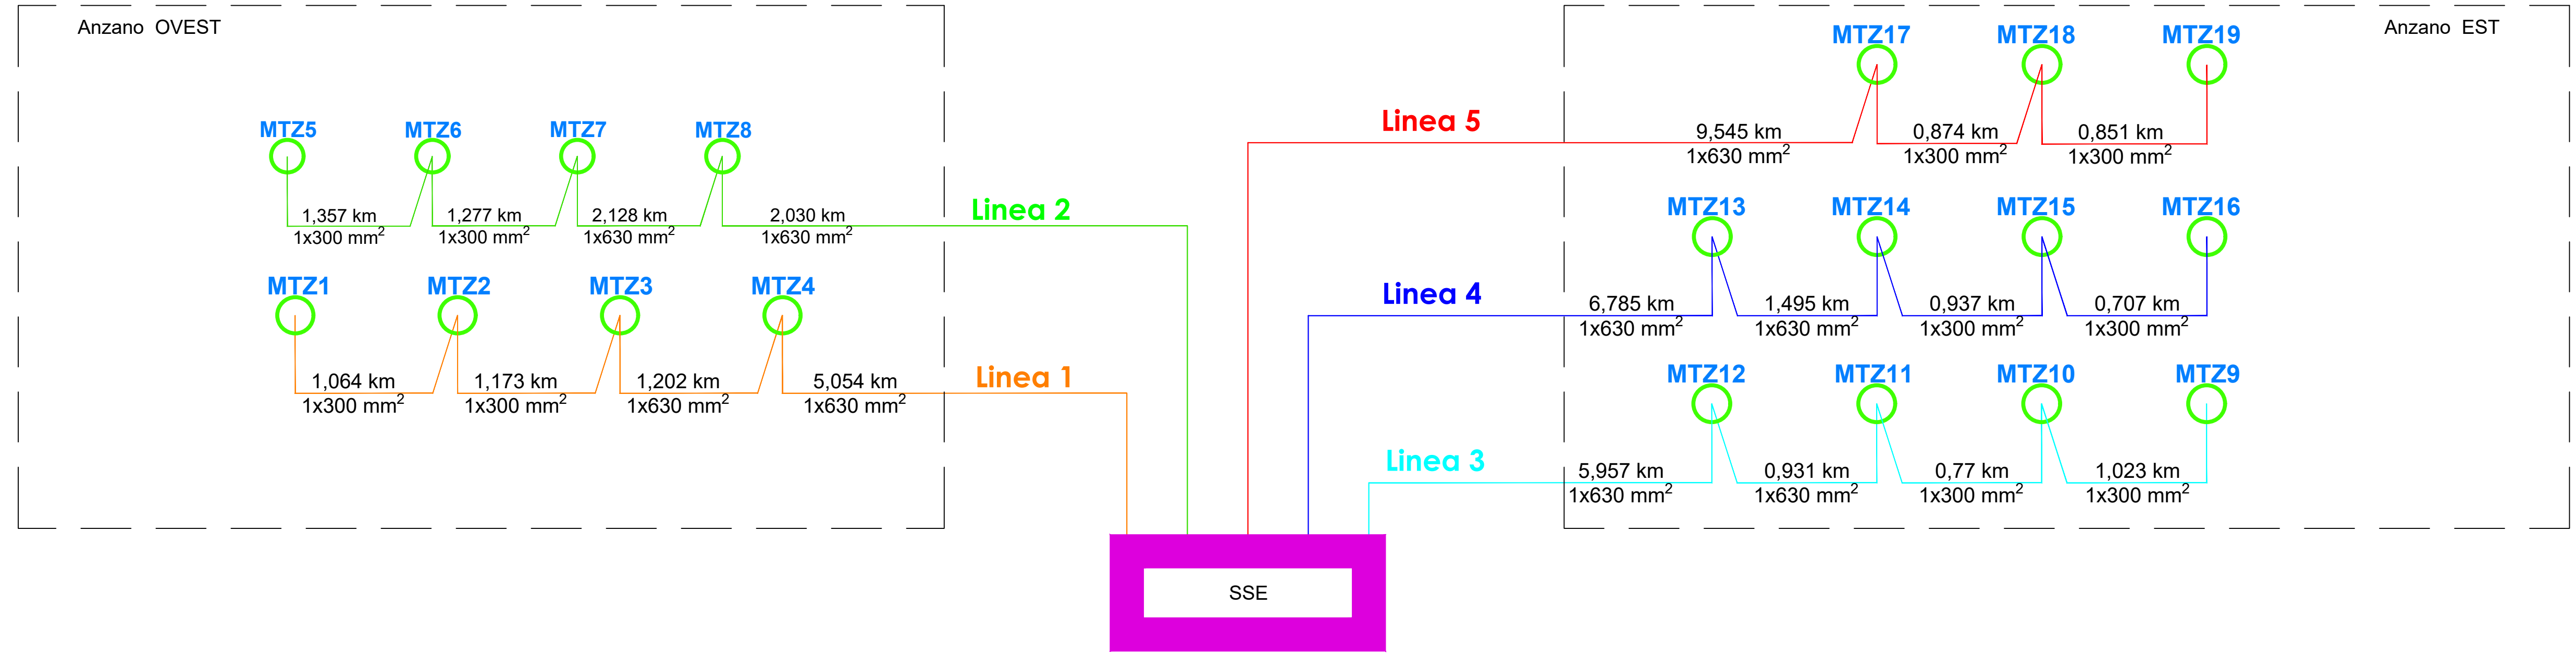 Anzano OVEST
Anzano EST
MTZ17
MTZ18
MTZ19
Linea 5
9,545 km
1x630 mm²
0,874 km
1x300 mm²
0,851 km
1x300 mm²
MTZ5
MTZ6
MTZ7
MTZ8
1,357 km
1x300 mm²
1,277 km
1x300 mm²
2,128 km
1x630 mm²
2,030 km
1x630 mm²
Linea 2
MTZ13
MTZ14
MTZ15
MTZ16
Linea 4
6,785 km
1x630 mm²
1,495 km
1x630 mm²
0,937 km
1x300 mm²
0,707 km
1x300 mm²
MTZ1
MTZ2
MTZ3
MTZ4
1,064 km
1x300 mm²
1,173 km
1x300 mm²
1,202 km
1x630 mm²
5,054 km
1x630 mm²
Linea 1
MTZ12
MTZ11
MTZ10
MTZ9
Linea 3
5,957 km
1x630 mm²
0,931 km
1x630 mm²
0,77 km
1x300 mm²
1,023 km
1x300 mm²
SSE